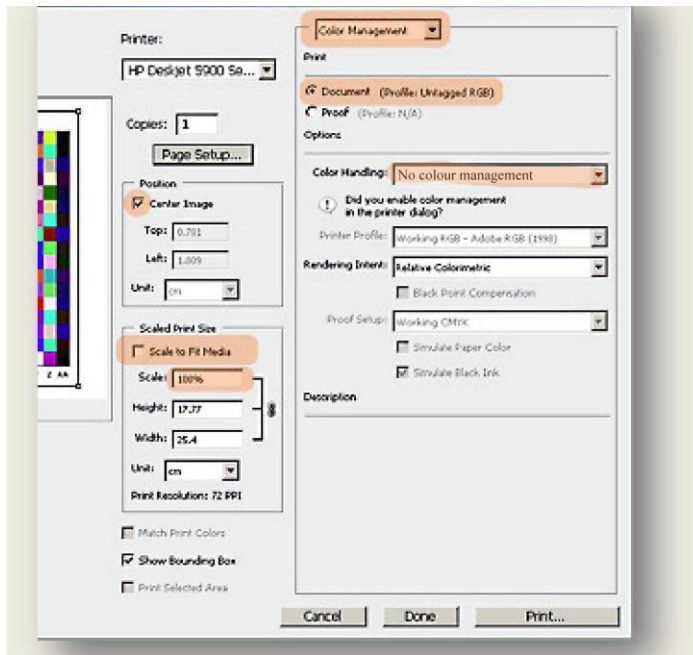 Printer:
HP Deskjet 5900 Se...
Copies: 1
Page Setup...
Position
Center Image
Top: 0.701
Left: 1.809
Unit: cm
Scaled Print Size
Scale to Fit Media
Scale: 100%
Height: 17.77
Width: 25.4
Unit: cm
Print Resolution: 72 PPI
Match Print Colors
Show Bounding Box
Print Selected Area
Z AA
Color Management
Print
Document (Profile: Untagged RGB)
Proof (Profile: N/A)
Options
Color Handling: No colour management
Did you enable color management
in the printer dialog?
Printer Profile: Working RGB - Adobe RGB (1998)
Rendering Intent: Relative Colorimetric
Black Point Compensation
Proof Setup: Working CMYK
Simulate Paper Color
Simulate Black Ink
Description
Cancel
Done
Print...